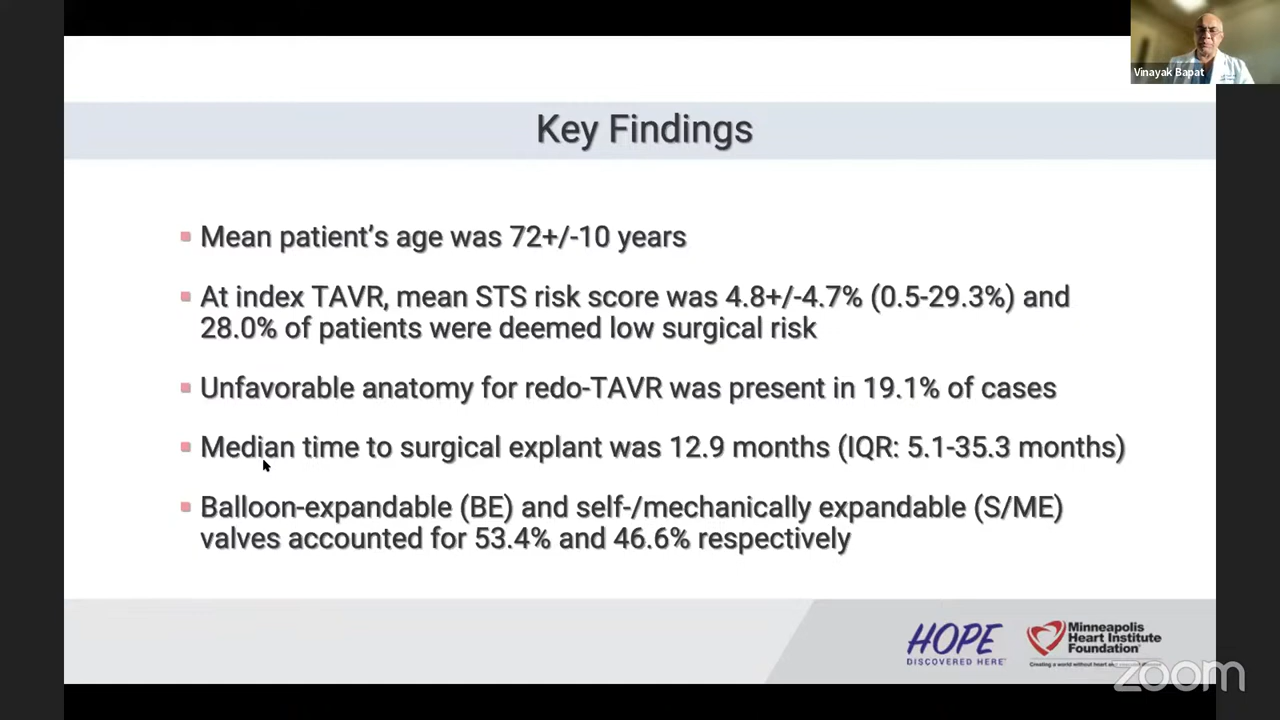 Vinayak Bapat
Key Findings
Mean patient's age was 72+/-10 years
At index TAVR, mean STS risk score was 4.8+/-4.7% (0.5-29.3%) and
28.0% of patients were deemed low surgical risk
Unfavorable anatomy for redo-TAVR was present in 19.1% of cases
Median time to surgical explant was 12.9 months (IQR: 5.1-35.3 months)
Balloon-expandable (BE) and self-/mechanically expandable (S/ME)
valves accounted for 53.4% and 46.6% respectively
HOPE
DISCOVERED HERE
Minneapolis
Heart Institute
Foundation
Creating a world without heart and
zoom